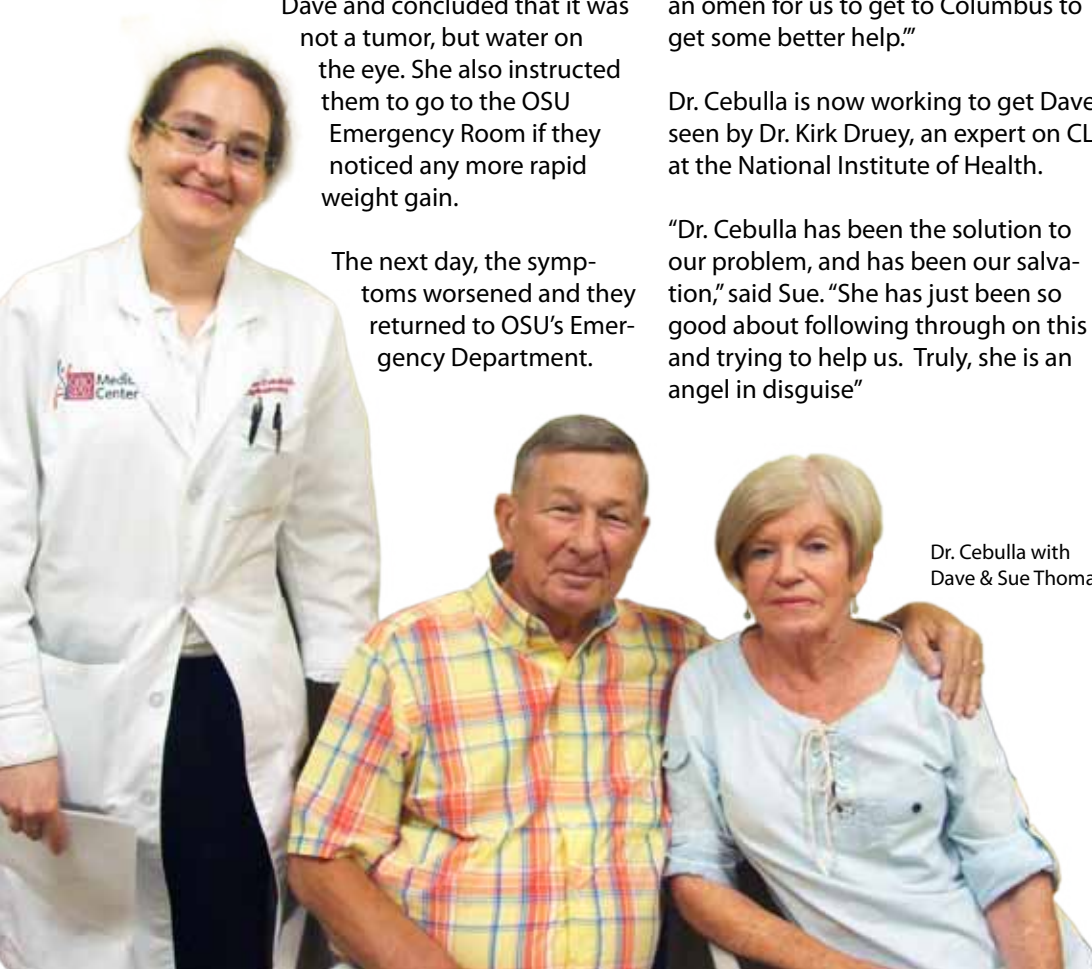 Dave and concluded that it was
not a tumor, but water on
the eye. She also instructed
them to go to the OSU
Emergency Room if they
noticed any more rapid
weight gain.
The next day, the symp-
toms worsened and they
returned to OSU’s Emer-
gency Department.
an omen for us to get to Columbus to
get some better help.’”
Dr. Cebulla is now working to get Dave
seen by Dr. Kirk Druey, an expert on CL
at the National Institute of Health.
“Dr. Cebulla has been the solution to
our problem, and has been our salva-
tion,” said Sue. “She has just been so
good about following through on this
and trying to help us.  Truly, she is an
angel in disguise”
Dr. Cebulla with
Dave & Sue Thoma
Center